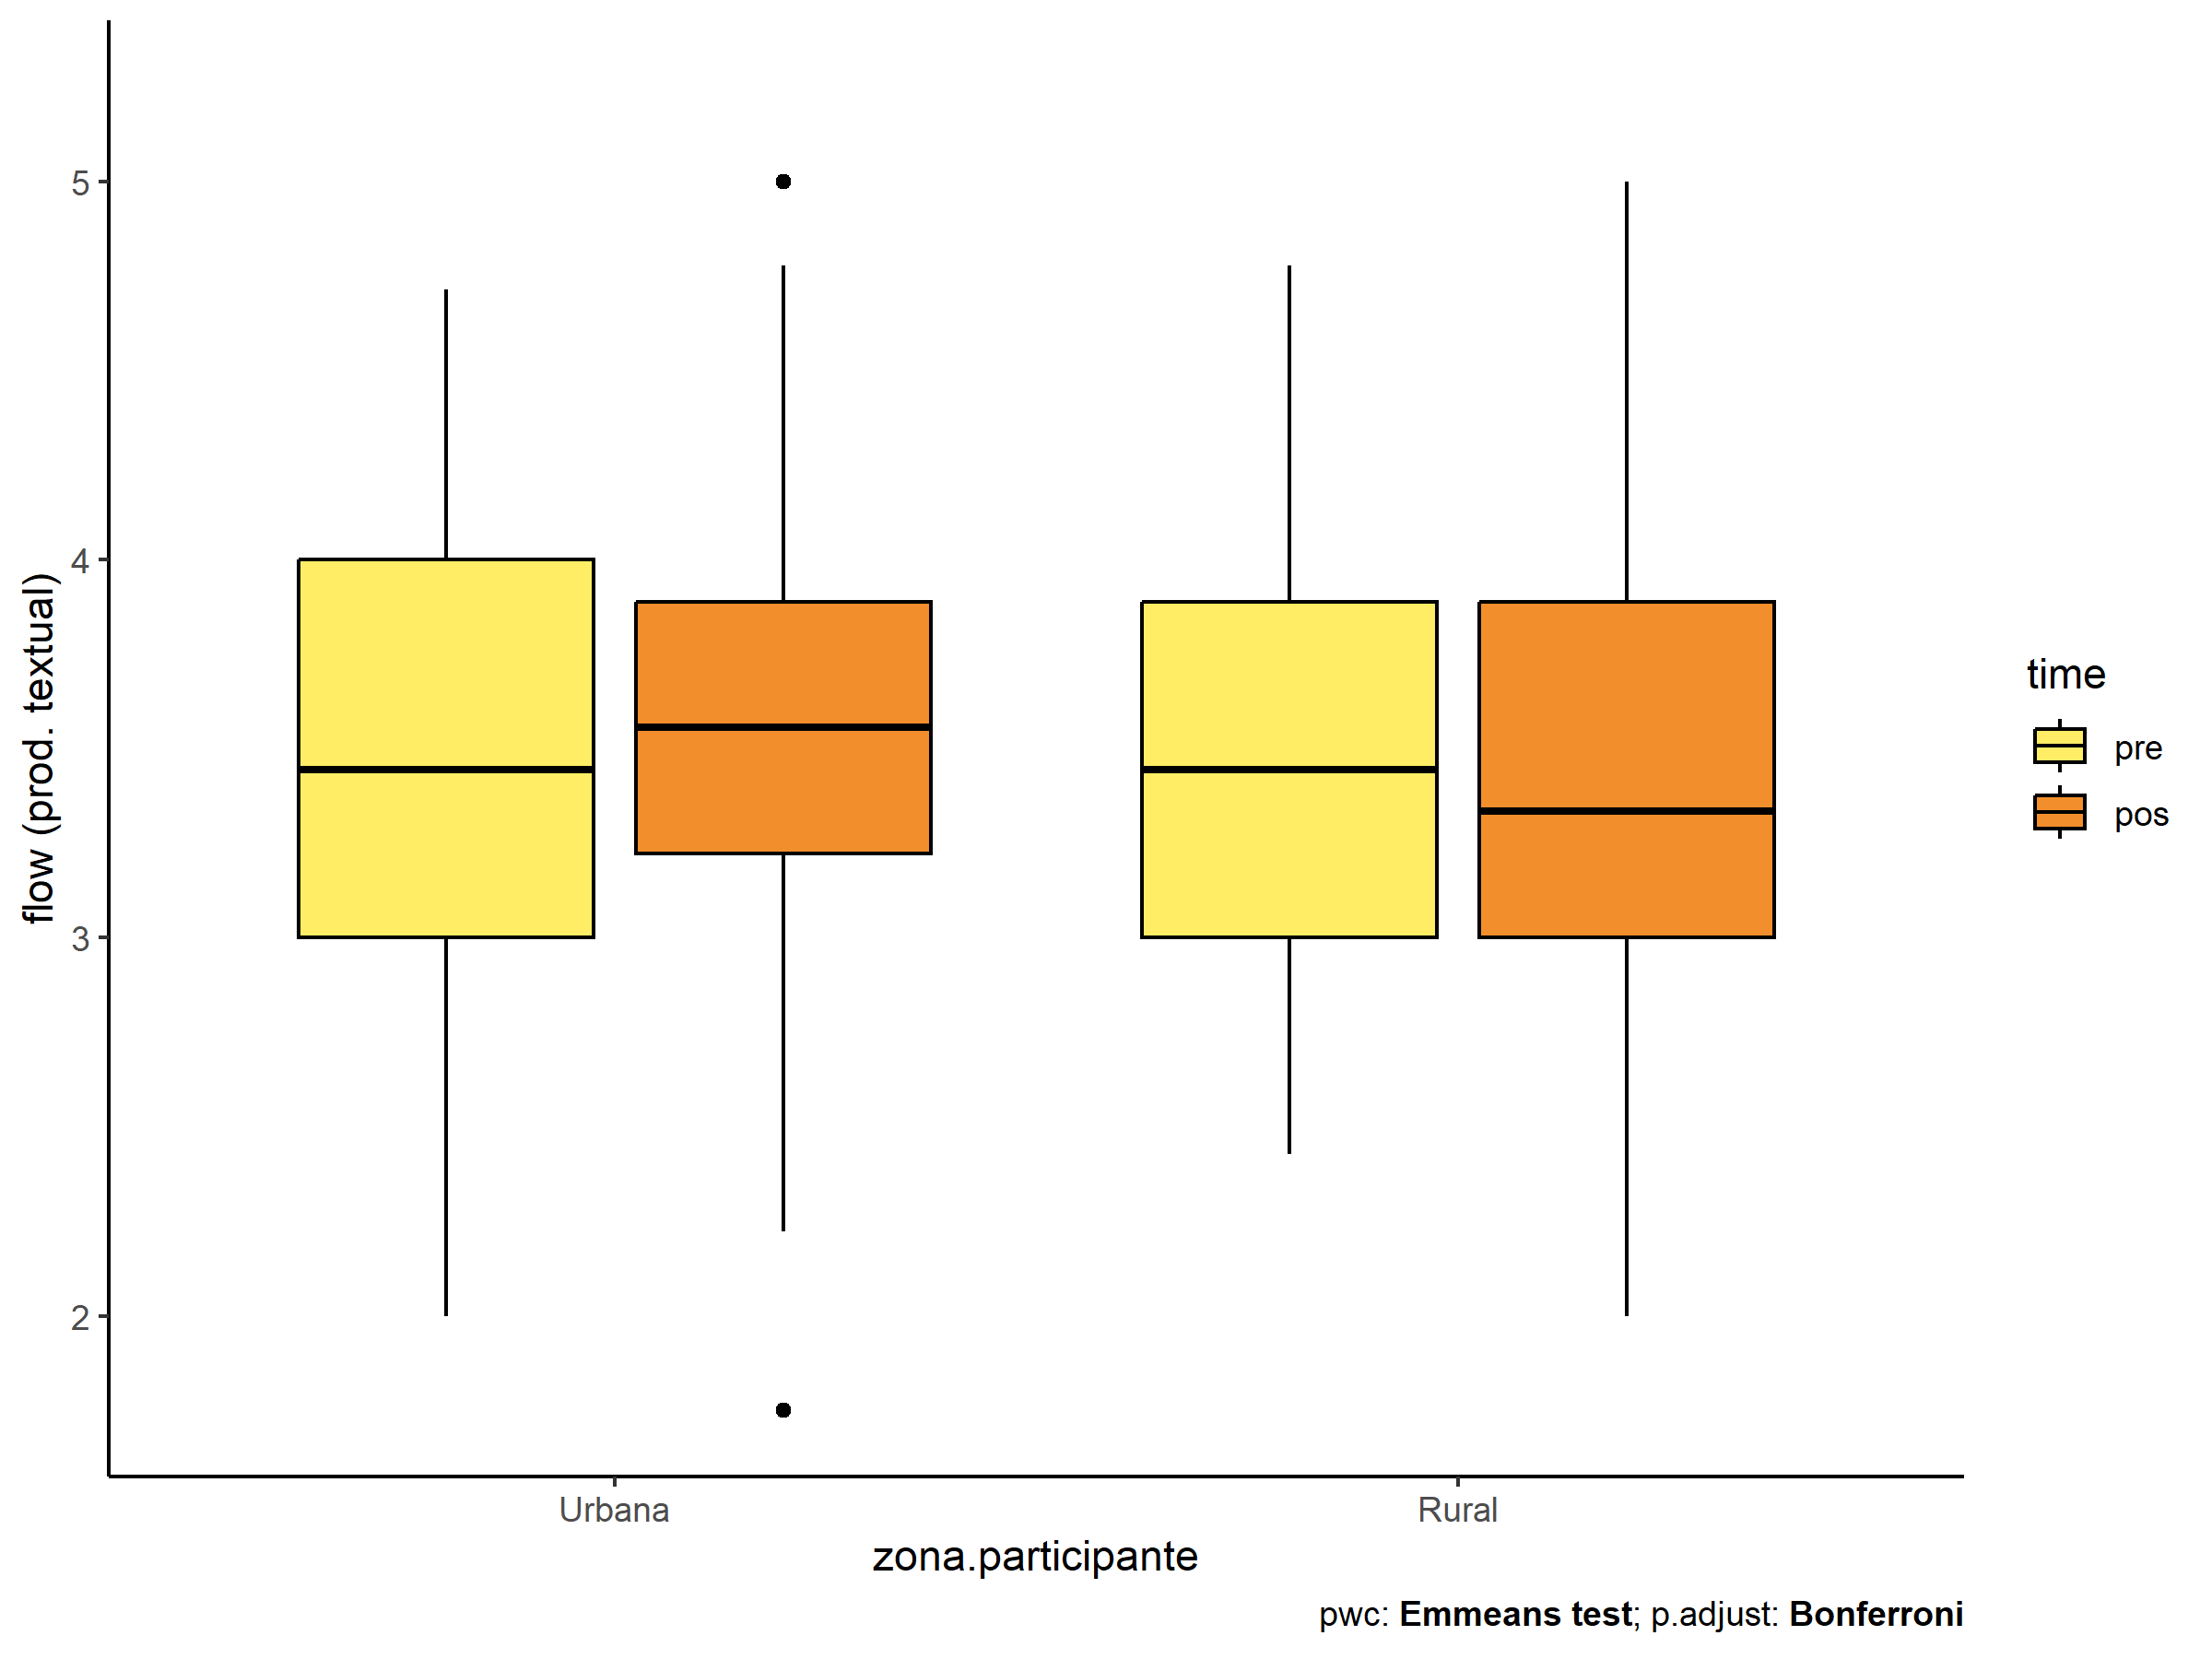 flow (prod. textual)
5
4
3
2
Urbana
Rural
zona.participante
time
pre
pos
pwc: Emmeans test; p.adjust: Bonferroni